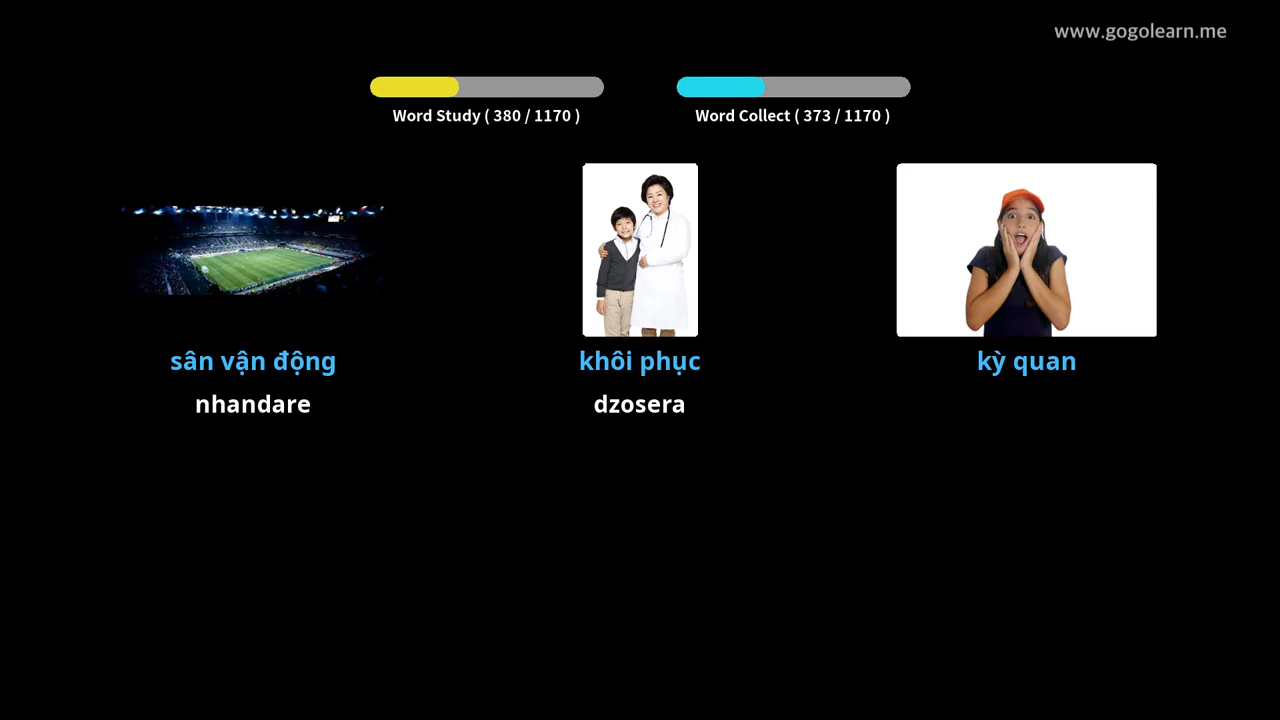 www.gogolearn.me
Word Study ( 380 / 1170 )
Word Collect ( 373 / 1170 )
sân vận động
khôi phục
kỳ quan
nhandare
dzosera